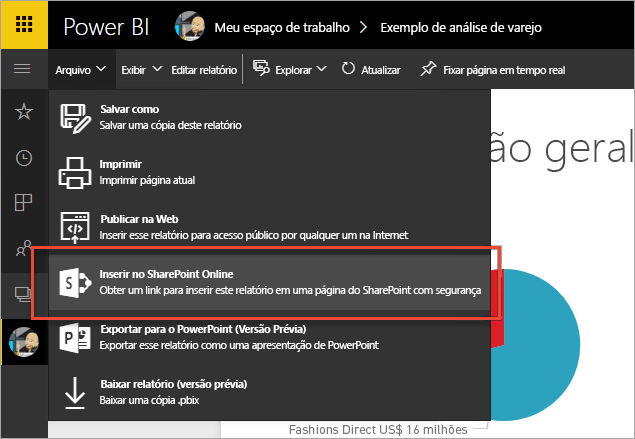 Power BI
Meu espaço de trabalho > Exemplo de análise de varejo
Arquivo Exibir Editar relatório Explorar Atualizar Fixar página em tempo real
Salvar como
Salvar uma cópia deste relatório
Imprimir
Imprimir página atual
ão geral
Publicar na Web
Inserir esse relatório para acesso público por qualquer um na Internet
Inserir no SharePoint Online
Obter um link para inserir este relatório em uma página do SharePoint com segurança
Exportar para o PowerPoint (Versão Prévia)
Exportar esse relatório como uma apresentação de PowerPoint
Baixar relatório (versão prévia)
Baixar uma cópia .pbix
Fashions Direct US$ 16 milhões